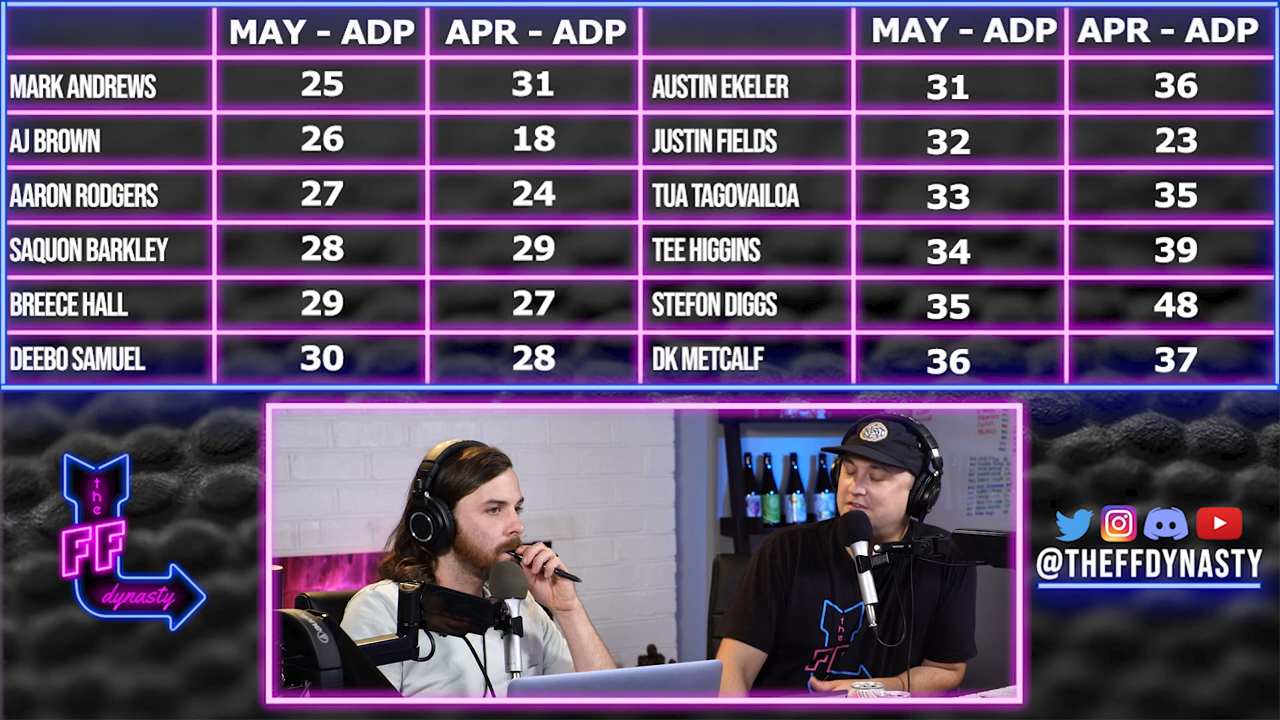 MAY - ADP APR - ADP MAY - ADP APR - ADP
MARK ANDREWS 25 31 AUSTIN EKELER 31 36
AJ BROWN 26 18 JUSTIN FIELDS 32 23
AARON RODGERS 27 24 TUA TAGOVAILOA 33 35
SAQUON BARKLEY 28 29 TEE HIGGINS 34 39
BREECE HALL 29 27 STEFON DIGGS 35 48
DEEBO SAMUEL 30 28 DK METCALF 36 37
the
FF
dynasty
@THEFFDYNASTY
the